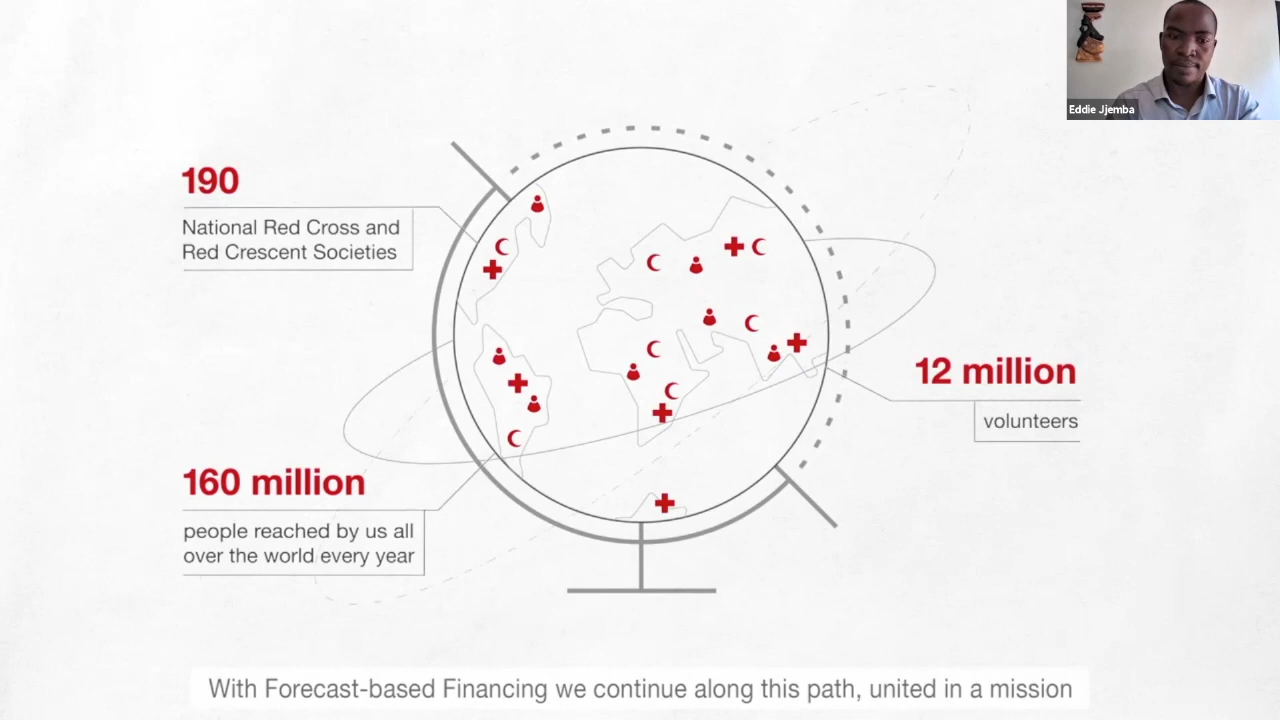 Eddie Jjemba
190
National Red Cross and
Red Crescent Societies
12 million
volunteers
160 million
people reached by us all
over the world every year
With Forecast-based Financing we continue along this path, united in a mission